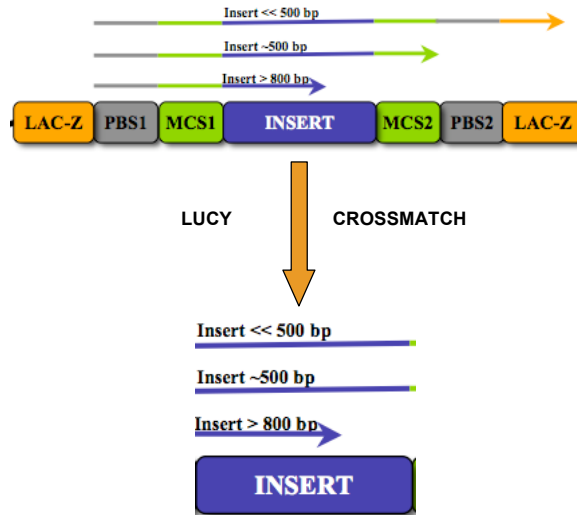 Insert << 500 bp
Insert ~500 bp
Insert > 800 bp
LAC-Z PBS1 MCS1 INSERT MCS2 PBS2 LAC-Z
LUCY CROSSMATCH
Insert << 500 bp
Insert ~500 bp
Insert > 800 bp
INSERT